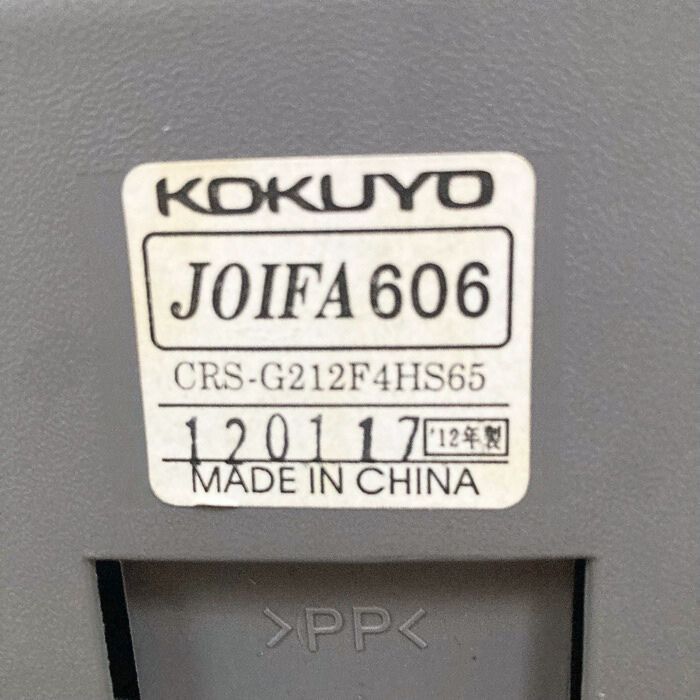 KOKUYO
JOIFA 606
CRS-G212F4HS65
120117 '12年製
MADE IN CHINA
>PP<